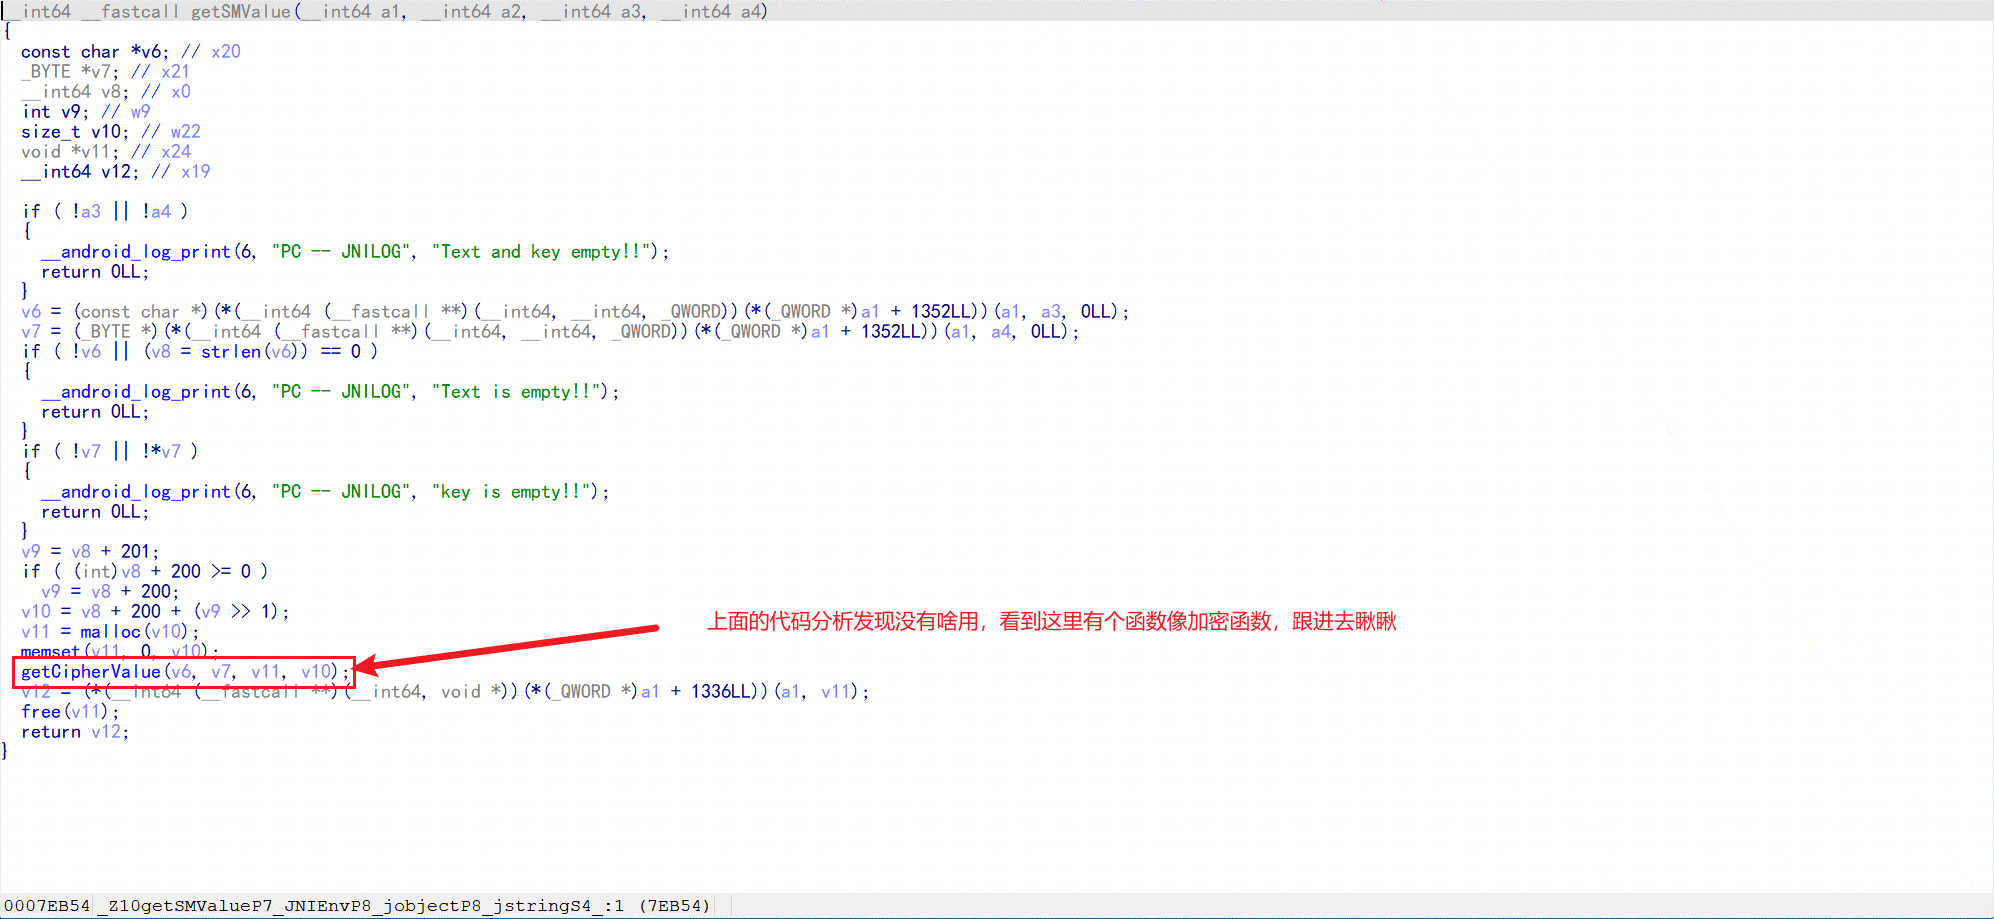 __int64 __fastcall getSMValue(__int64 a1, __int64 a2, __int64 a3, __int64 a4)
{
const char *v6; // x20
_BYTE *v7; // x21
__int64 v8; // x0
int v9; // w9
size_t v10; // w22
void *v11; // x24
__int64 v12; // x19
if ( !a3 || !a4 )
{
__android_log_print(6, "PC -- JNILOG", "Text and key empty!!");
return 0LL;
}
v6 = (const char *)(*(__int64 (__fastcall **)(__int64, __int64, _QWORD))(*(_QWORD *)a1 + 1352LL))(a1, a3, 0LL);
v7 = (_BYTE *)(*(__int64 (__fastcall **)(__int64, __int64, _QWORD))(*(_QWORD *)a1 + 1352LL))(a1, a4, 0LL);
if ( !v6 || (v8 = strlen(v6)) == 0 )
{
__android_log_print(6, "PC -- JNILOG", "Text is empty!!");
return 0LL;
}
if ( !v7 || !*v7 )
{
__android_log_print(6, "PC -- JNILOG", "key is empty!!");
return 0LL;
}
v9 = v8 + 201;
if ( (int)v8 + 200 >= 0 )
v9 = v8 + 200;
v10 = v8 + 200 + (v9 >> 1);
上面的代码分析发现没有啥用，看到这里有个函数像加密函数，跟进去瞅瞅
v11 = malloc(v10);
memset(v11, 0, v10);
getCipherValue(v6, v7, v11, v10);
v12 = (*(__int64 (__fastcall **)(__int64, void *))(*(_QWORD *)a1 + 1336LL))(a1, v11);
free(v11);
return v12;
}
0007EB54 _Z10getSMValueP7_JNIEnvP8_jobjectP8_jstringS4_:1 (7EB54)